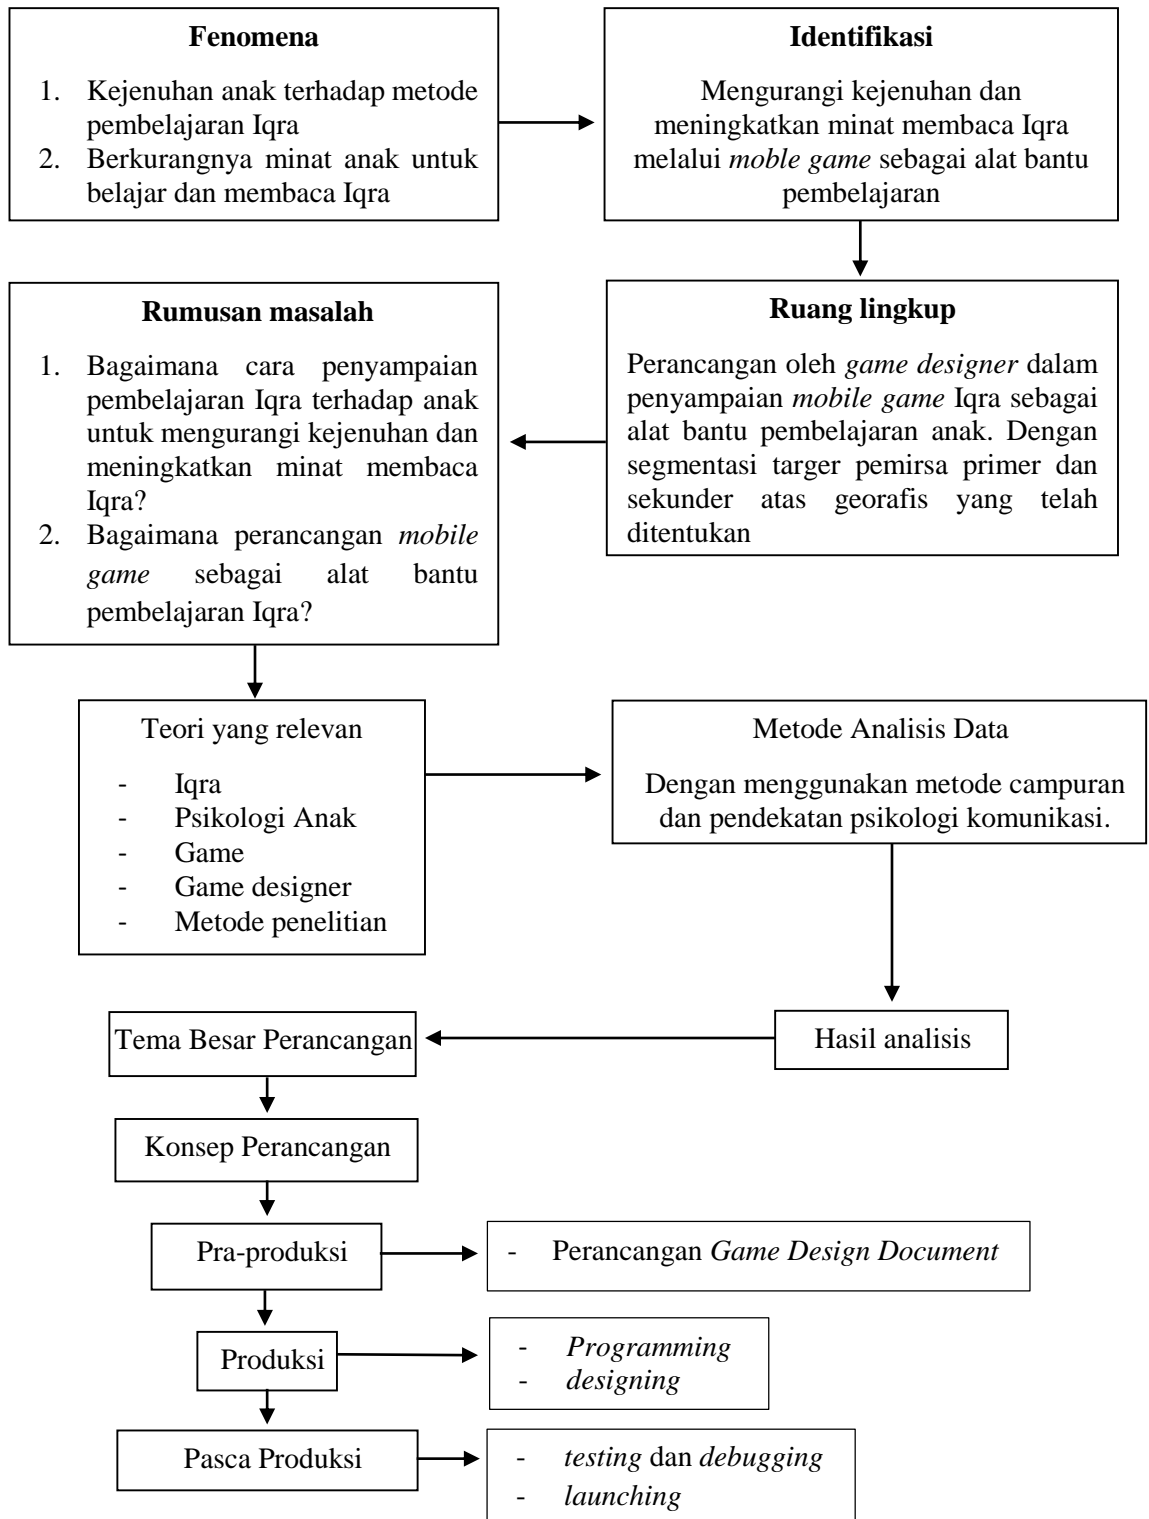 Fenomena
1. Kejenuhan anak terhadap metode
pembelajaran Iqra
2. Berkurangnya minat anak untuk
belajar dan membaca Iqra
Identifikasi
Mengurangi kejenuhan dan
meningkatkan minat membaca Iqra
melalui moble game sebagai alat bantu
pembelajaran
Ruang lingkup
Perancangan oleh game designer dalam
penyampaian mobile game Iqra sebagai
alat bantu pembelajaran anak. Dengan
segmentasi targer pemirsa primer dan
sekunder atas georafis yang telah
ditentukan
Rumusan masalah
1. Bagaimana cara penyampaian
pembelajaran Iqra terhadap anak
untuk mengurangi kejenuhan dan
meningkatkan minat membaca
Iqra?
2. Bagaimana perancangan mobile
game sebagai alat bantu
pembelajaran Iqra?
Teori yang relevan
- Iqra
- Psikologi Anak
- Game
- Game designer
- Metode penelitian
Metode Analisis Data
Dengan menggunakan metode campuran
dan pendekatan psikologi komunikasi.
Hasil analisis
Tema Besar Perancangan
Konsep Perancangan
Pra-produksi
- Perancangan Game Design Document
Produksi
- Programming
- designing
Pasca Produksi
- testing dan debugging
- launching